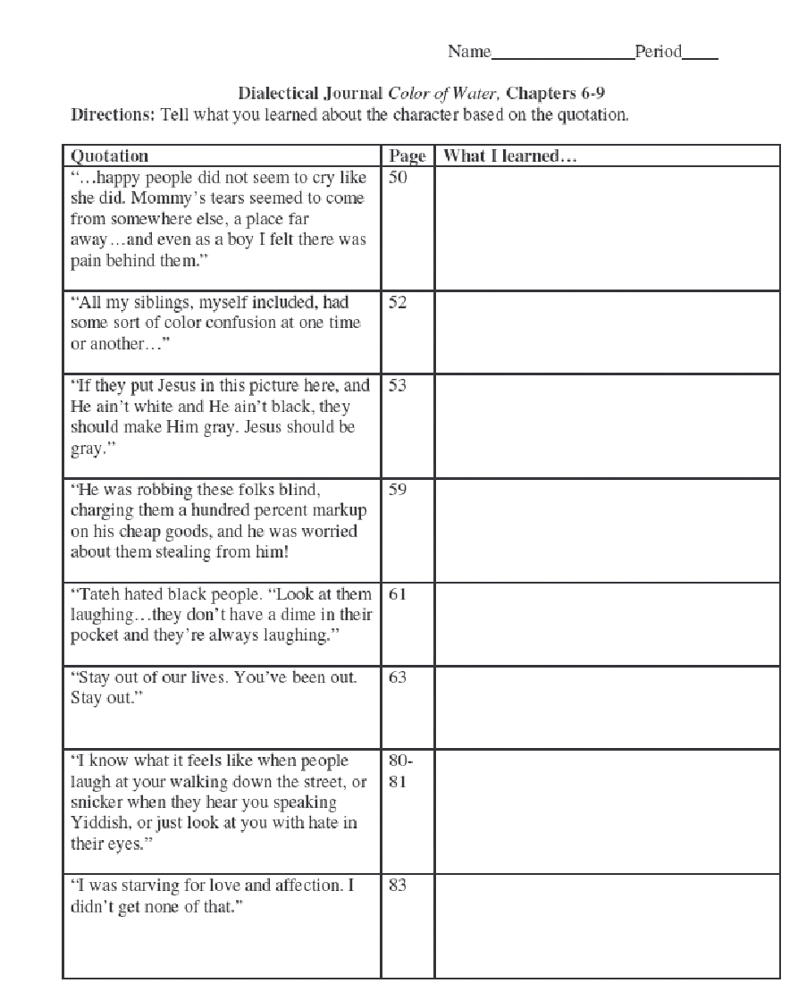 Name________________Period____
Dialectical Journal Color of Water, Chapters 6-9
Directions: Tell what you learned about the character based on the quotation.
Quotation Page What I learned…
“…happy people did not seem to cry like 50
she did. Mommy’s tears seemed to come
from somewhere else, a place far
away…and even as a boy I felt there was
pain behind them.”
“All my siblings, myself included, had 52
some sort of color confusion at one time
or another…”
“If they put Jesus in this picture here, and 53
He ain’t white and He ain’t black, they
should make Him gray. Jesus should be
gray.”
“He was robbing these folks blind, 59
charging them a hundred percent markup
on his cheap goods, and he was worried
about them stealing from him!
“Tateh hated black people. “Look at them 61
laughing…they don’t have a dime in their
pocket and they’re always laughing.”
“Stay out of our lives. You’ve been out. 63
Stay out.”
“I know what it feels like when people 80-
laugh at your walking down the street, or 81
snicker when they hear you speaking
Yiddish, or just look at you with hate in
their eyes.”
“I was starving for love and affection. I 83
didn’t get none of that.”